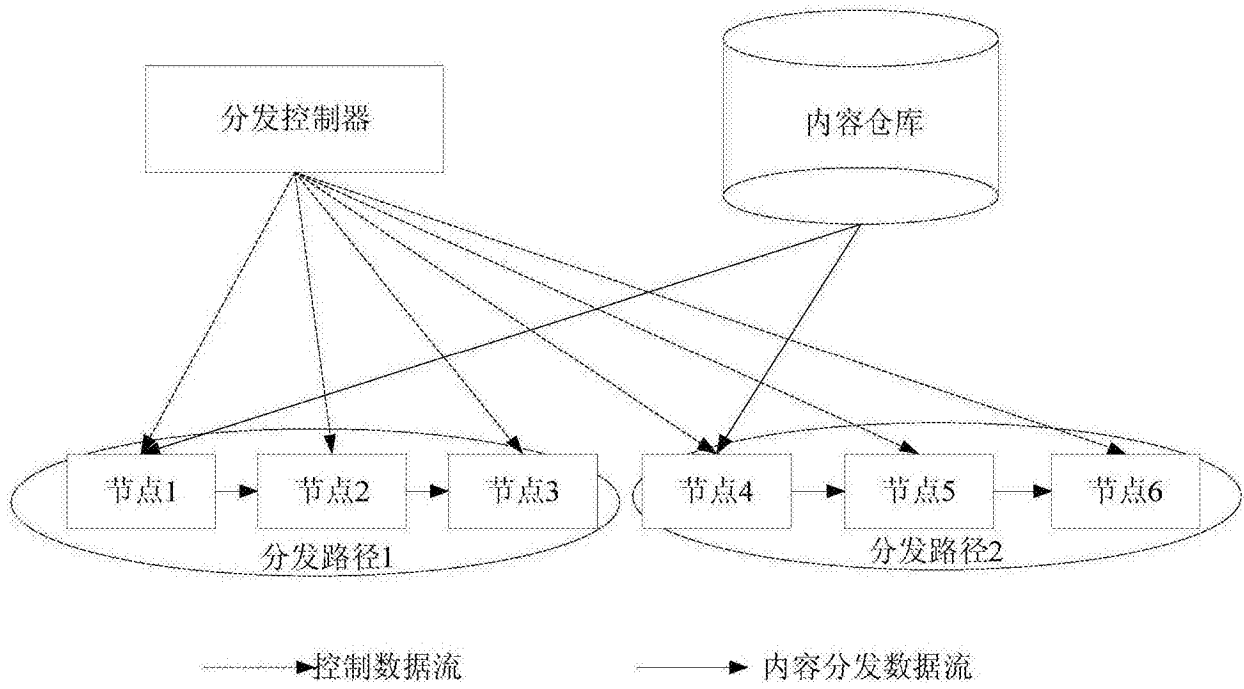 分发控制器
内容仓库
节点1
节点2
节点3
节点4
节点5
节点6
分发路径1
分发路径2
控制数据流
内容分发数据流